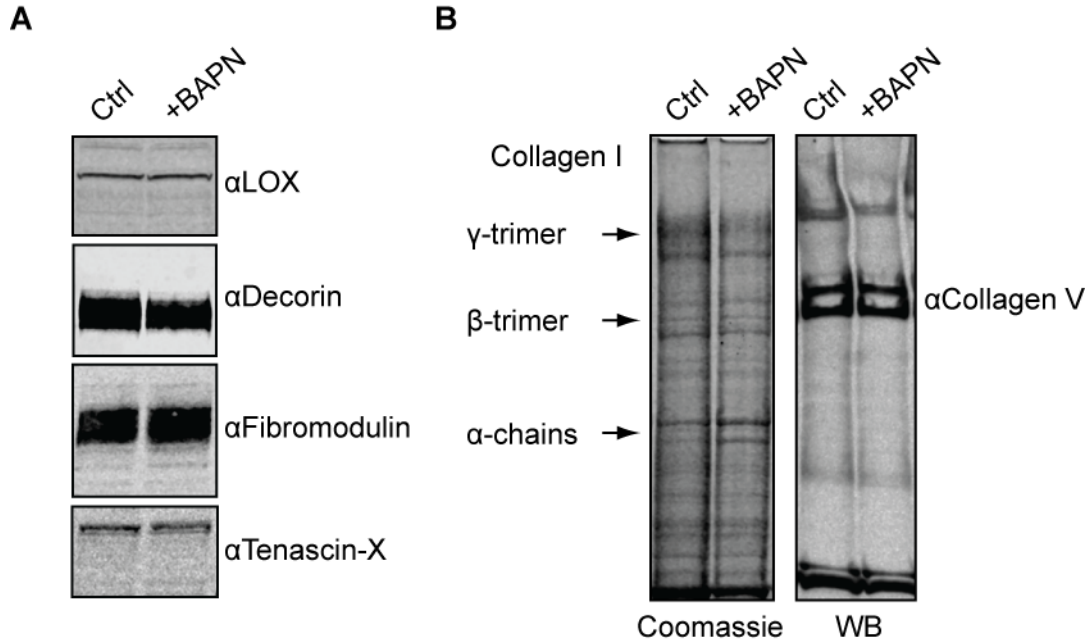 A
Ctrl
+BAPN
αLOX
αDecorin
αFibromodulin
αTenascin-X
B
Ctrl
+BAPN
Ctrl
+BAPN
Collagen I
γ-trimer
β-trimer
α-chains
αCollagen V
Coomassie
WB